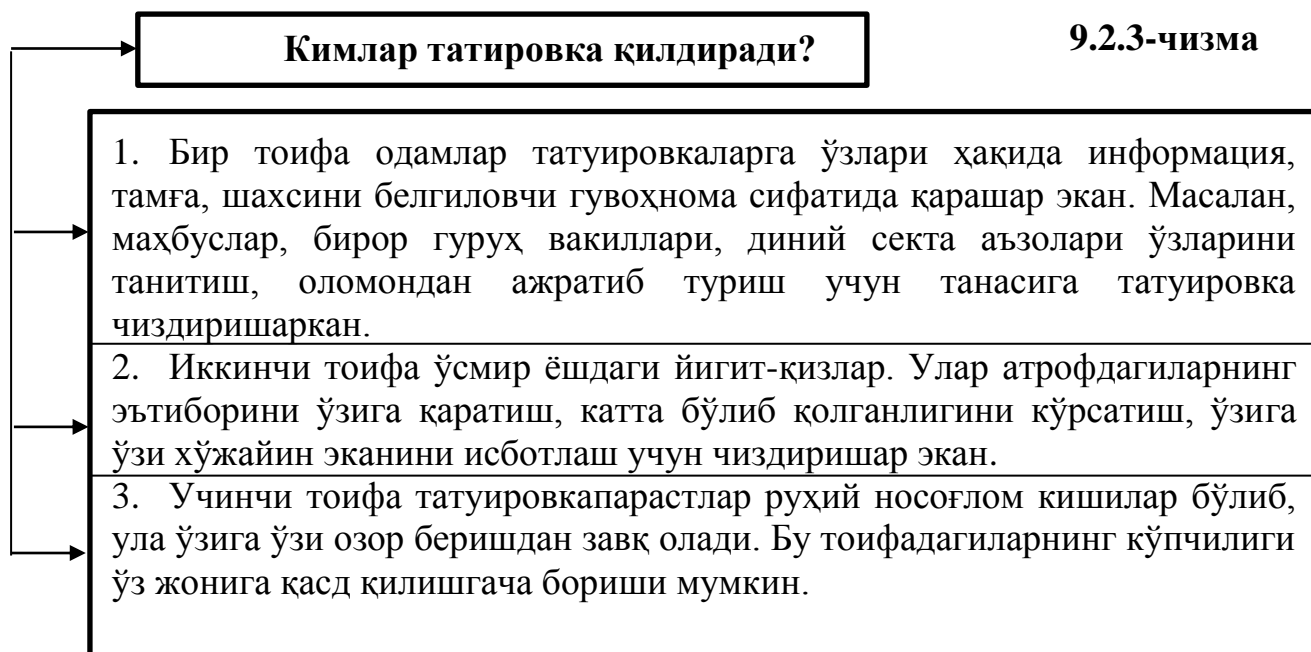 Кимлар татировка қилдиради?
9.2.3-чизма
1. Бир тоифа одамлар татуировкаларга ўзлари ҳақида информация,
тамға, шахсини белгиловчи гувоҳнома сифатида қарашар экан. Масалан,
маҳбуслар, бирор гуруҳ вакиллари, диний секта аъзолари ўзларини
танитиш, оломондан ажратиб туриш учун танасига татуировка
чиздиришаркан.
2. Иккинчи тоифа ўсмир ёшдаги йигит-қизлар. Улар атрофдагиларнинг
эътиборини ўзига қаратиш, катта бўлиб қолганлигини кўрсатиш, ўзига
ўзи хўжайин эканини исботлаш учун чиздиришар экан.
3. Учинчи тоифа татуировкапарастлар руҳий носоғлом кишилар бўлиб,
ула ўзига ўзи озор беришдан завқ олади. Бу тоифадагиларнинг кўпчилиги
ўз жонига қасд қилишгача бориши мумкин.